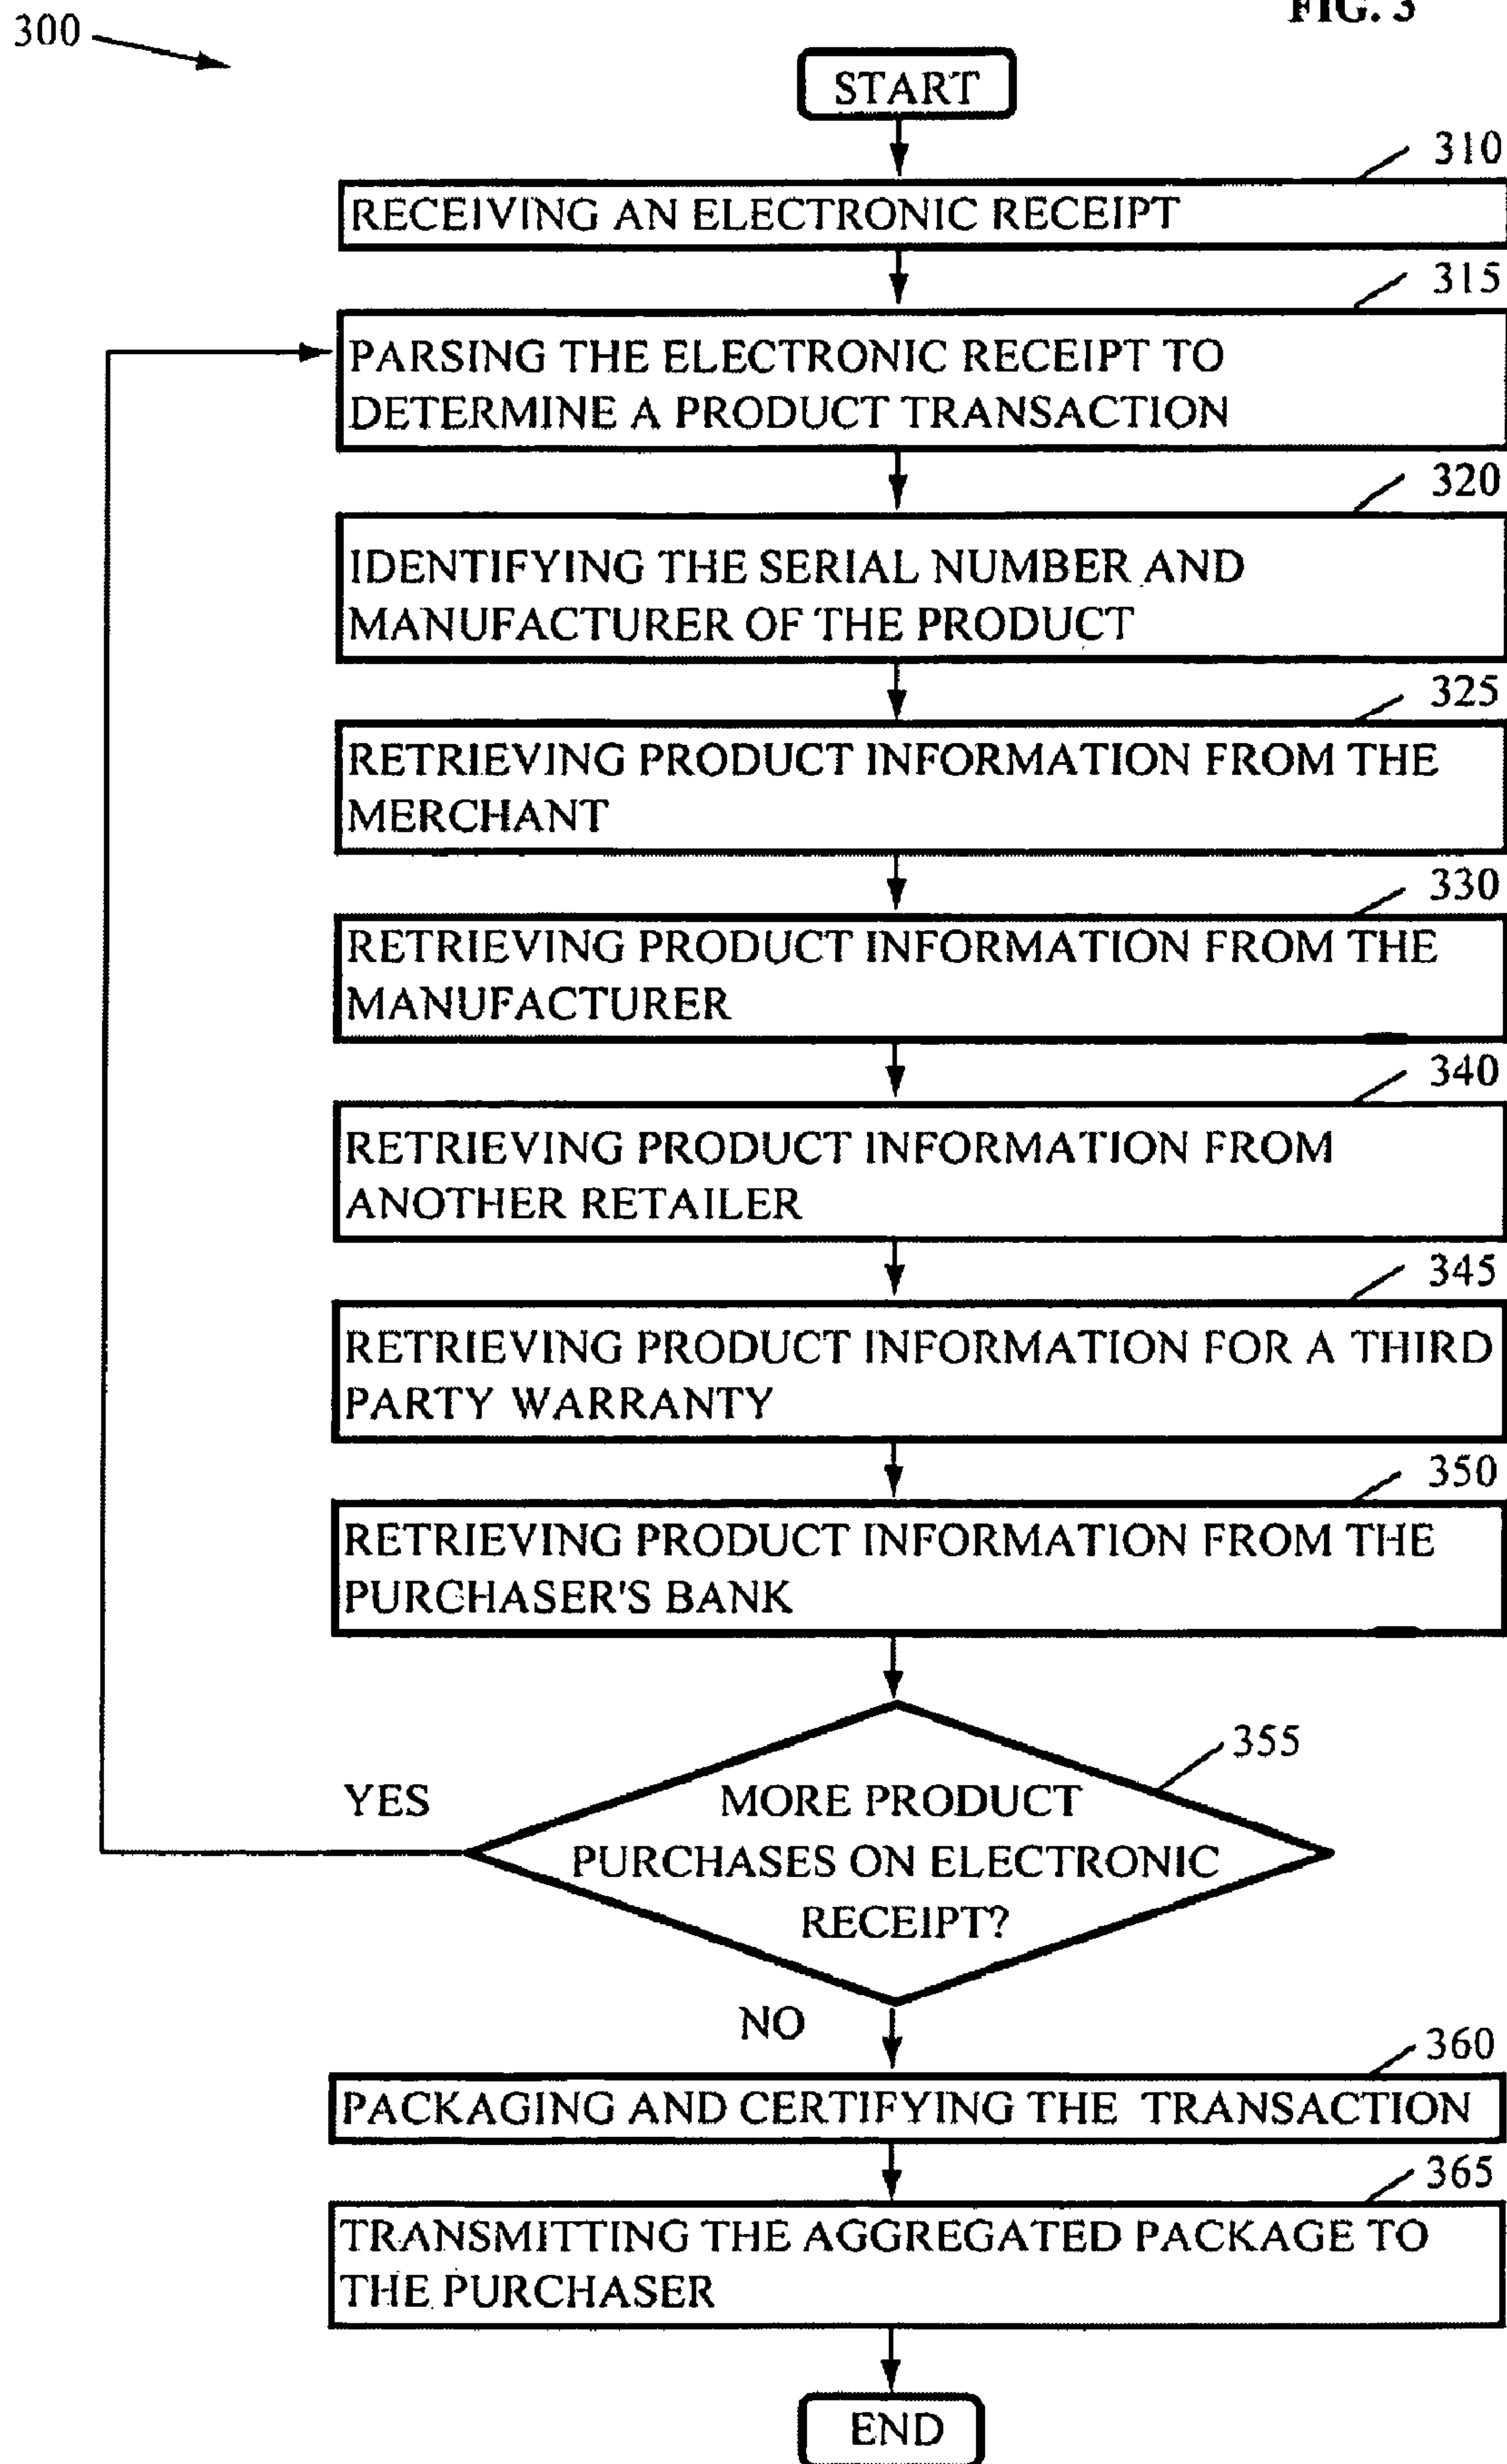 FIG. 3
300
START
310
RECEIVING AN ELECTRONIC RECEIPT
315
PARSING THE ELECTRONIC RECEIPT TO
DETERMINE A PRODUCT TRANSACTION
320
IDENTIFYING THE SERIAL NUMBER AND
MANUFACTURER OF THE PRODUCT
325
RETRIEVING PRODUCT INFORMATION FROM THE
MERCHANT
330
RETRIEVING PRODUCT INFORMATION FROM THE
MANUFACTURER
340
RETRIEVING PRODUCT INFORMATION FROM
ANOTHER RETAILER
345
RETRIEVING PRODUCT INFORMATION FOR A THIRD
PARTY WARRANTY
350
RETRIEVING PRODUCT INFORMATION FROM THE
PURCHASER'S BANK
355
YES
MORE PRODUCT
PURCHASES ON ELECTRONIC
RECEIPT?
NO
360
PACKAGING AND CERTIFYING THE TRANSACTION
365
TRANSMITTING THE AGGREGATED PACKAGE TO
THE PURCHASER
END